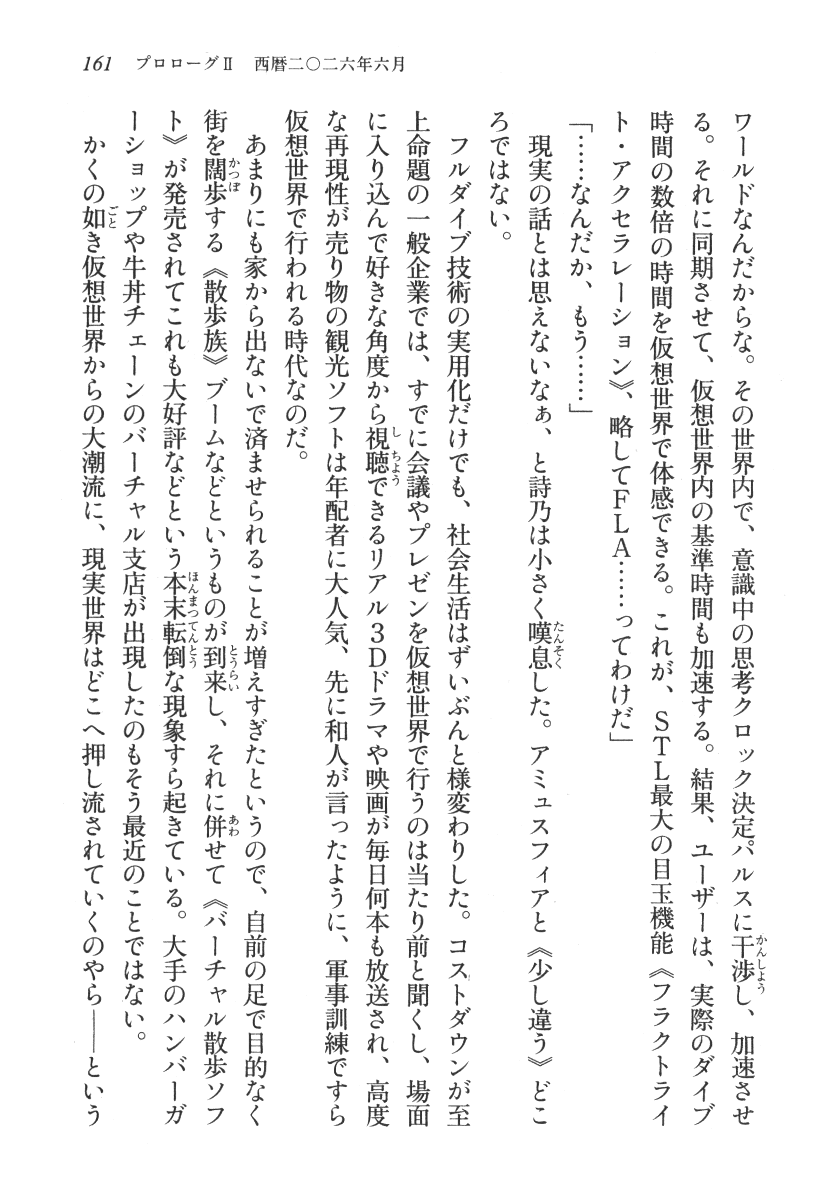 161 プロローグⅡ 西暦二〇二六年六月
ワールドなんだからな。その世界内で、意識中の思考クロック決定パルスに干渉し、加速させ
る。それに同期させて、仮想世界内の基準時間も加速する。結果、ユーザーは、実際のダイブ
時間の数倍の時間を仮想世界で体感できる。これが、STL最大の目玉機能《フラクトライ
ト・アクセラレーション》、略してFLA……ってわけだ」
「……なんだか、もう……」
現実の話とは思えないなぁ、と詩乃は小さく嘆息した。アミュスフィアと《少し違う》どこ
ろではない。
フルダイブ技術の実用化だけでも、社会生活はずいぶんと様変わりした。コストダウンが至
上命題の一般企業では、すでに会議やプレゼンを仮想世界で行うのは当たり前と聞くし、場面
に入り込んで好きな角度から視聴できるリアル3Dドラマや映画が毎日何本も放送され、高度
な再現性が売り物の観光ソフトは年配者に大人気、先に和人が言ったように、軍事訓練ですら
仮想世界で行われる時代なのだ。
あまりにも家から出ないで済ませられることが増えすぎたというので、自前の足で目的なく
街を闊歩する《散歩族》ブームなどというものが到来し、それに併せて《バーチャル散歩ソフ
ト》が発売されてこれも大好評などという本末転倒な現象すら起きている。大手のハンバーガ
ーショップや牛丼チェーンのバーチャル支店が出現したのもそう最近のことではない。
かくの如き仮想世界からの大潮流に、現実世界はどこへ押し流されていくのやら――という